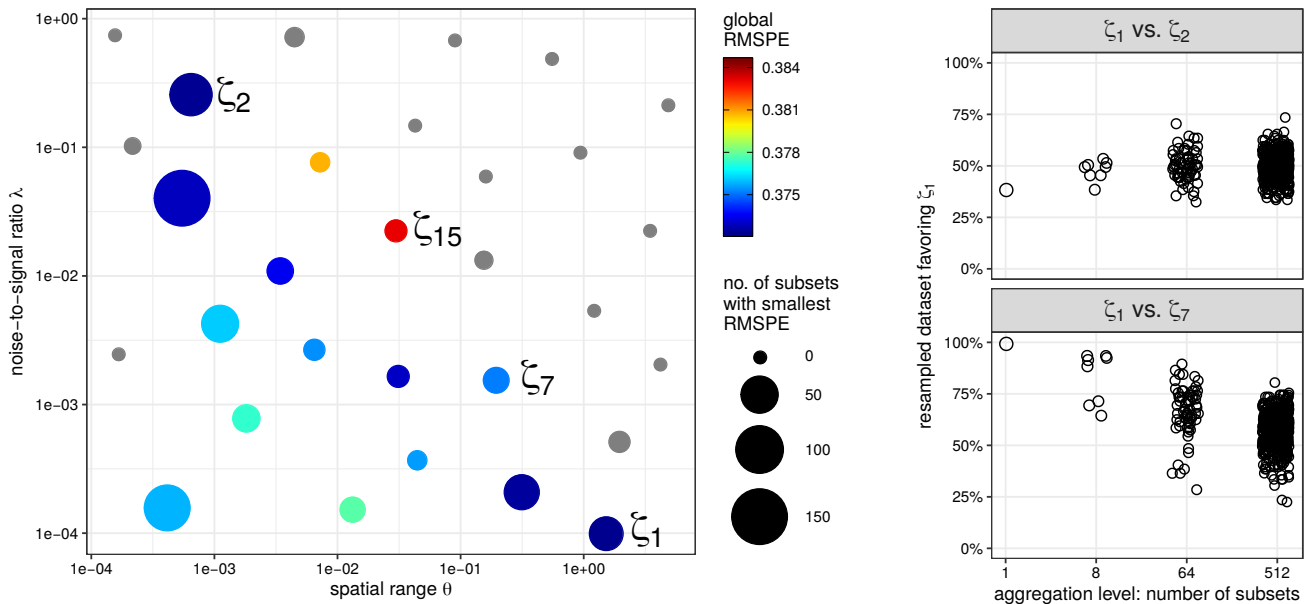 1e+00
1e−01
1e−02
1e−03
1e−04
noise−to−signal ratio λ
ζ2
ζ15
ζ7
ζ1
1e−04 1e−03 1e−02 1e−01 1e+00
spatial range θ
global
RMSPE
0.384
0.381
0.378
0.375
no. of subsets
with smallest
RMSPE
0
50
100
150
resampled dataset favoring ζ1
ζ1 vs. ζ2
100%
75%
50%
25%
0%
ζ1 vs. ζ7
100%
75%
50%
25%
0%
1 8 64 512
aggregation level: number of subsets